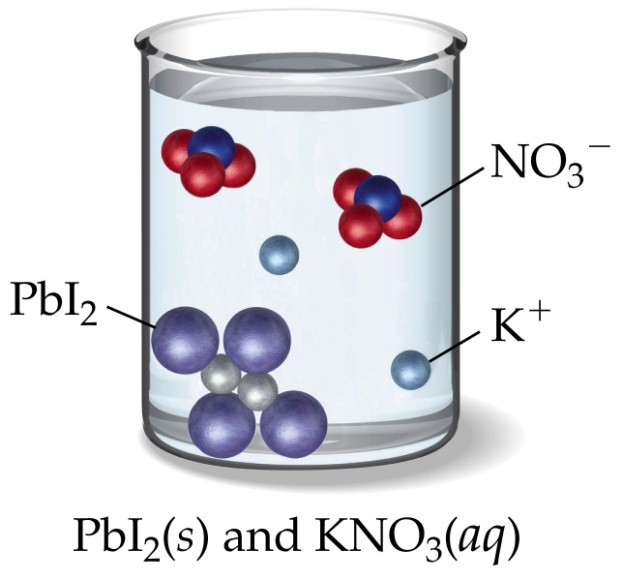 NO₃⁻
PbI₂
K⁺
PbI₂(s) and KNO₃(aq)